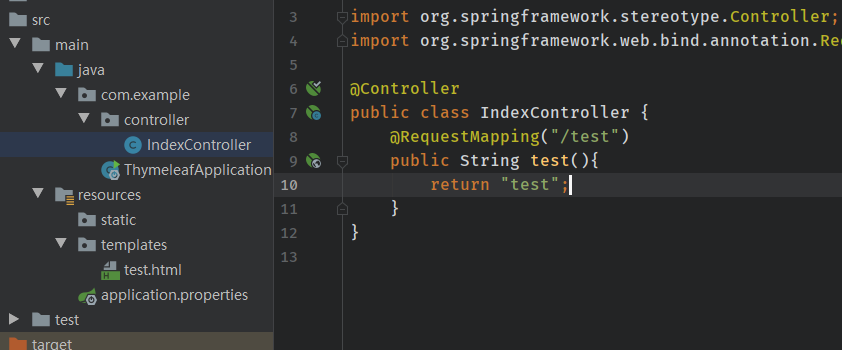 src
main
java
com.example
controller
IndexController
ThymeleafApplication
resources
static
templates
test.html
application.properties
test
target
3 import org.springframework.stereotype.Controller;
4 import org.springframework.web.bind.annotation.Re
5
6 @Controller
7 public class IndexController {
8 @RequestMapping("/test")
9 public String test(){
10 return "test";
11 }
12 }
13